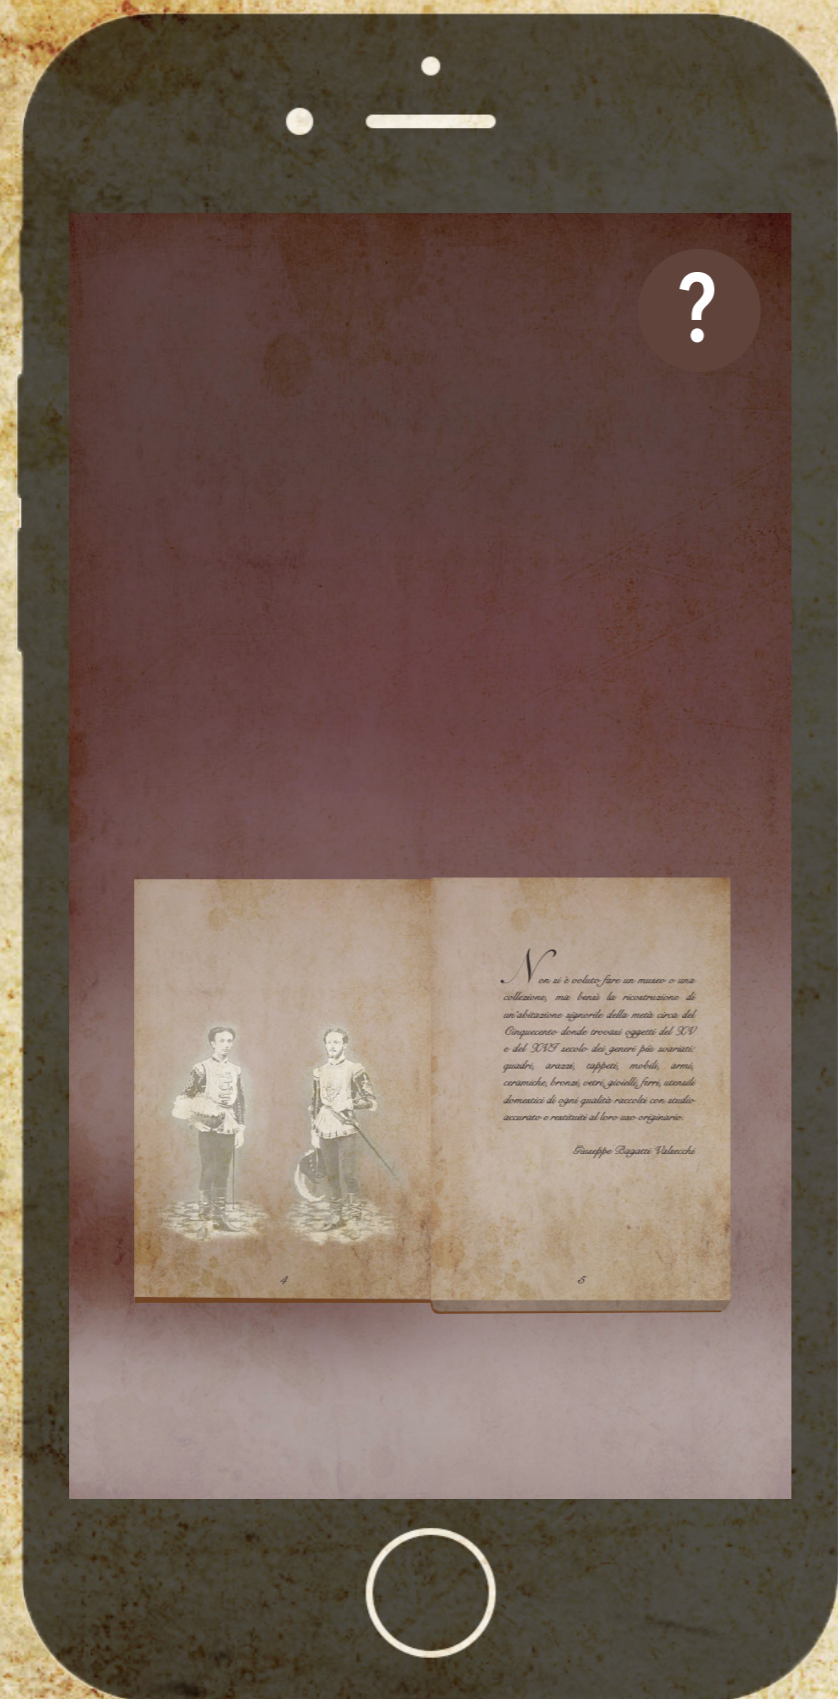 ?
Non si è voluto fare un museo o una
collezione, ma bensì la ricostruzione di
un'abitazione signorile della metà circa del
Cinquecento donde trovasi oggetti del XV
e del XVI secolo dei generi più svariati:
quadri, arazzi, tappeti, mobili, armi,
ceramiche, bronzi, vetri, gioielli, ferri, utensili
domestici di ogni qualità raccolti con studio
accurato e restituiti al loro uso originario.
Giuseppe Bagatti Valsecchi
4
5